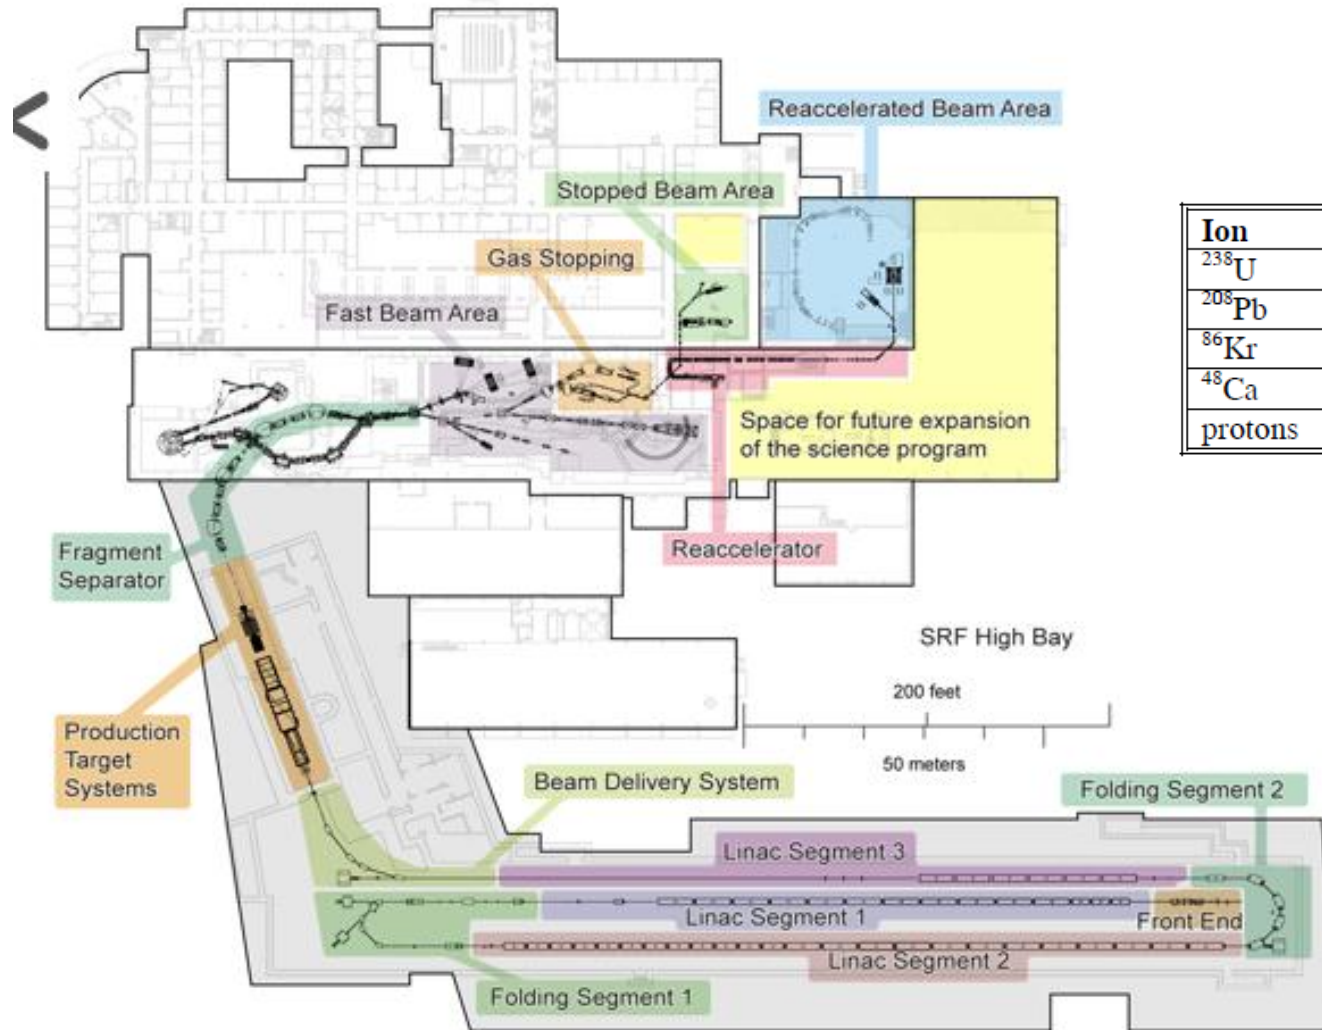 Reaccelerated Beam Area
Stopped Beam Area
Gas Stopping
Fast Beam Area
Space for future expansion
of the science program
Fragment
Separator
Reaccelerator
SRF High Bay
200 feet
50 meters
Production
Target
Systems
Beam Delivery System
Folding Segment 2
Linac Segment 3
Linac Segment 1
Front End
Linac Segment 2
Folding Segment 1
Ion
²³⁸U
²⁰⁸Pb
⁸⁶Kr
⁴⁸Ca
protons